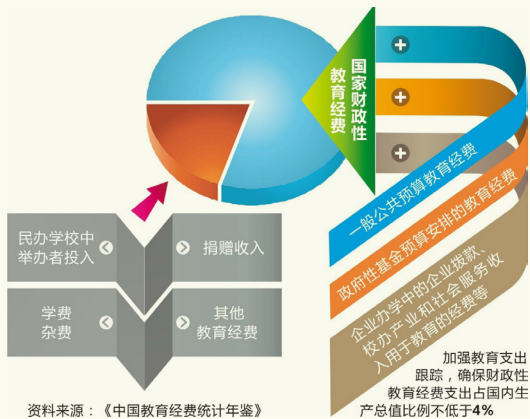 国家财政性
教育经费
一般公共预算教育经费
政府性基金预算安排的教育经费
企业办学中的企业拨款、
校办产业和社会服务收
入用于教育的经费等
民办学校中
举办者投入
捐赠收入
学费
杂费
其他
教育经费
加强教育支出
跟踪，确保财政性
教育经费支出占国内生
产总值比例不低于4%
资料来源：《中国教育经费统计年鉴》